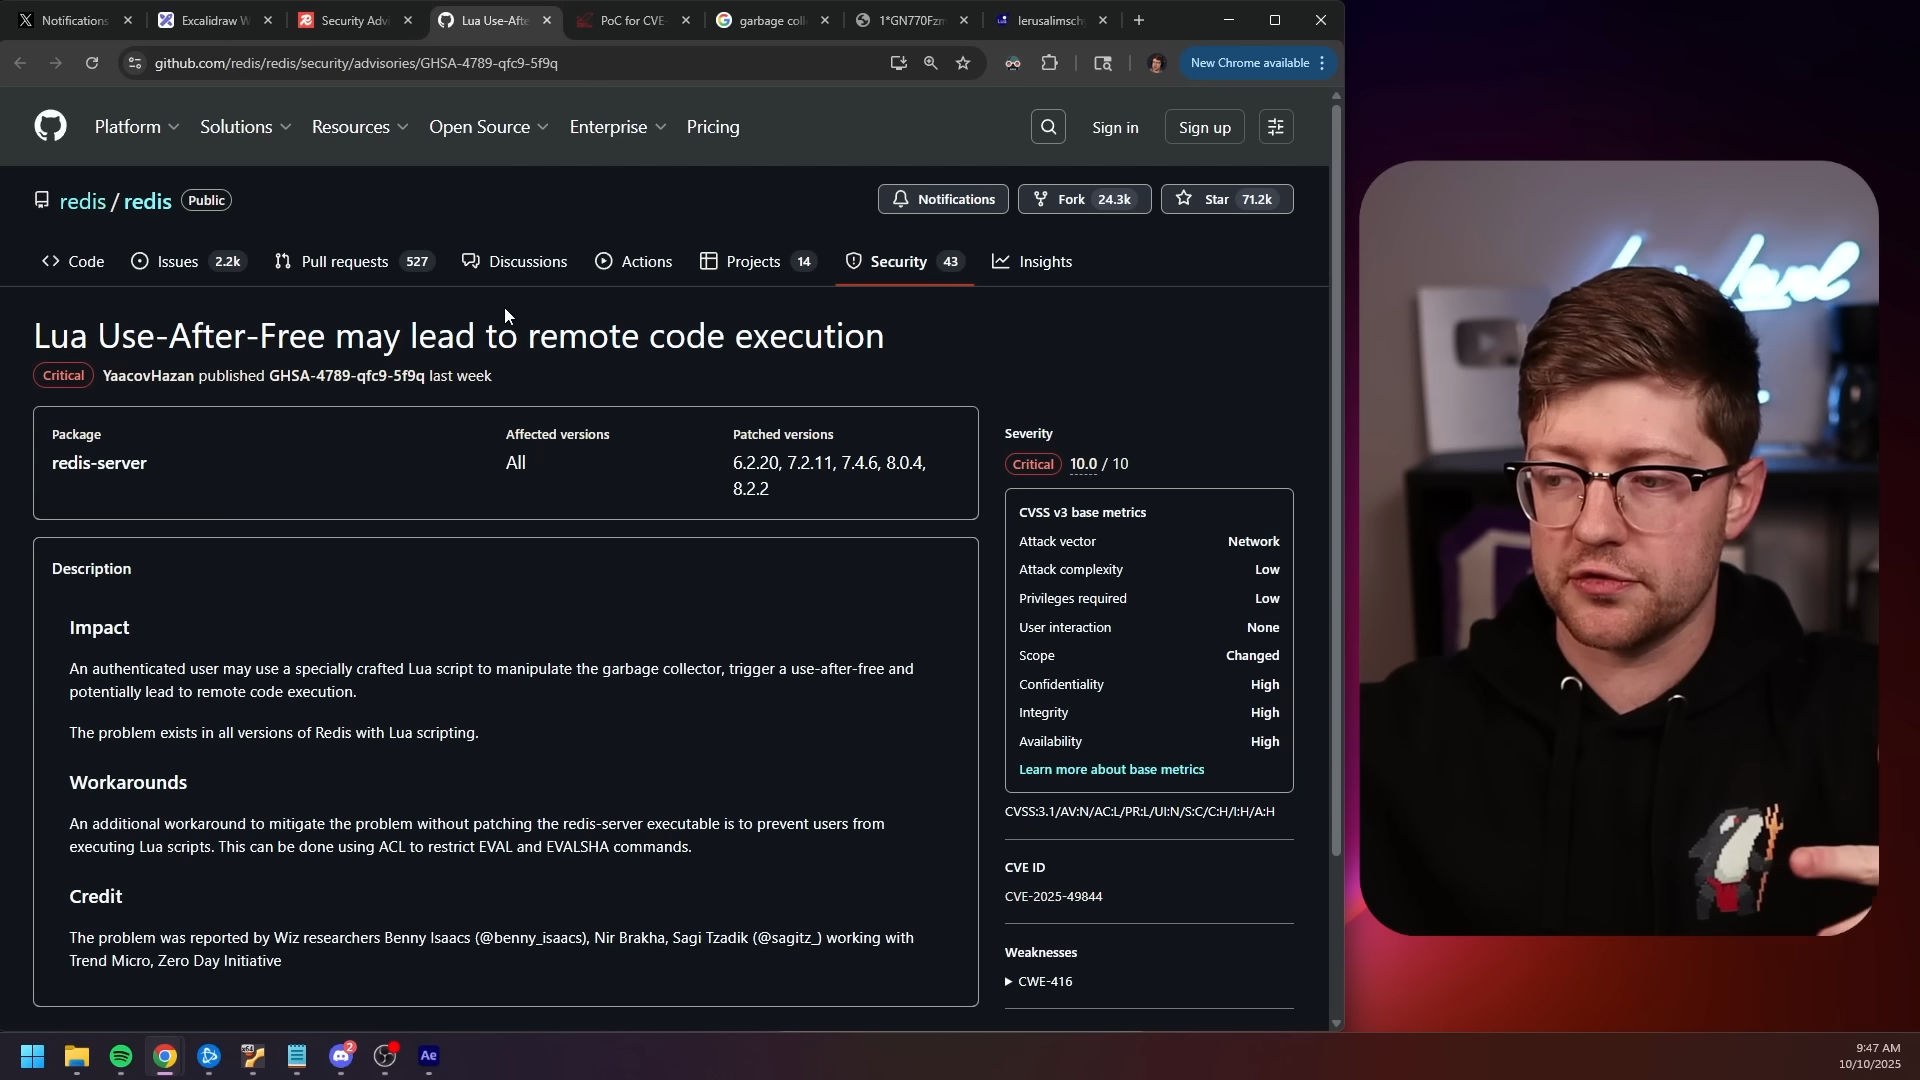 Notifications
Excalidraw W
Security Advi
Lua Use-Afte
PoC for CVE-
garbage coll
1*GN770Fzm
lerusalimsch
github.com/redis/redis/security/advisories/GHSA-4789-qfc9-5f9q
New Chrome available
Platform
Solutions
Resources
Open Source
Enterprise
Pricing
Sign in
Sign up
redis / redis
Public
Notifications
Fork 24.3k
Star 71.2k
Code
Issues 2.2k
Pull requests 527
Discussions
Actions
Projects 14
Security 43
Insights
Lua Use-After-Free may lead to remote code execution
Critical YaacovHazan published GHSA-4789-qfc9-5f9q last week
Package
redis-server
Affected versions
All
Patched versions
6.2.20, 7.2.11, 7.4.6, 8.0.4,
8.2.2
Description
Impact
An authenticated user may use a specially crafted Lua script to manipulate the garbage collector, trigger a use-after-free and
potentially lead to remote code execution.
The problem exists in all versions of Redis with Lua scripting.
Workarounds
An additional workaround to mitigate the problem without patching the redis-server executable is to prevent users from
executing Lua scripts. This can be done using ACL to restrict EVAL and EVALSHA commands.
Credit
The problem was reported by Wiz researchers Benny Isaacs (@benny_isaacs), Nir Brakha, Sagi Tzadik (@sagitz_) working with
Trend Micro, Zero Day Initiative
Severity
Critical 10.0 / 10
CVSS v3 base metrics
Attack vector Network
Attack complexity Low
Privileges required Low
User interaction None
Scope Changed
Confidentiality High
Integrity High
Availability High
Learn more about base metrics
CVSS:3.1/AV:N/AC:L/PR:L/UI:N/S:C/C:H/I:H/A:H
CVE ID
CVE-2025-49844
Weaknesses
CWE-416
2
Ae
9:47 AM
10/10/2025